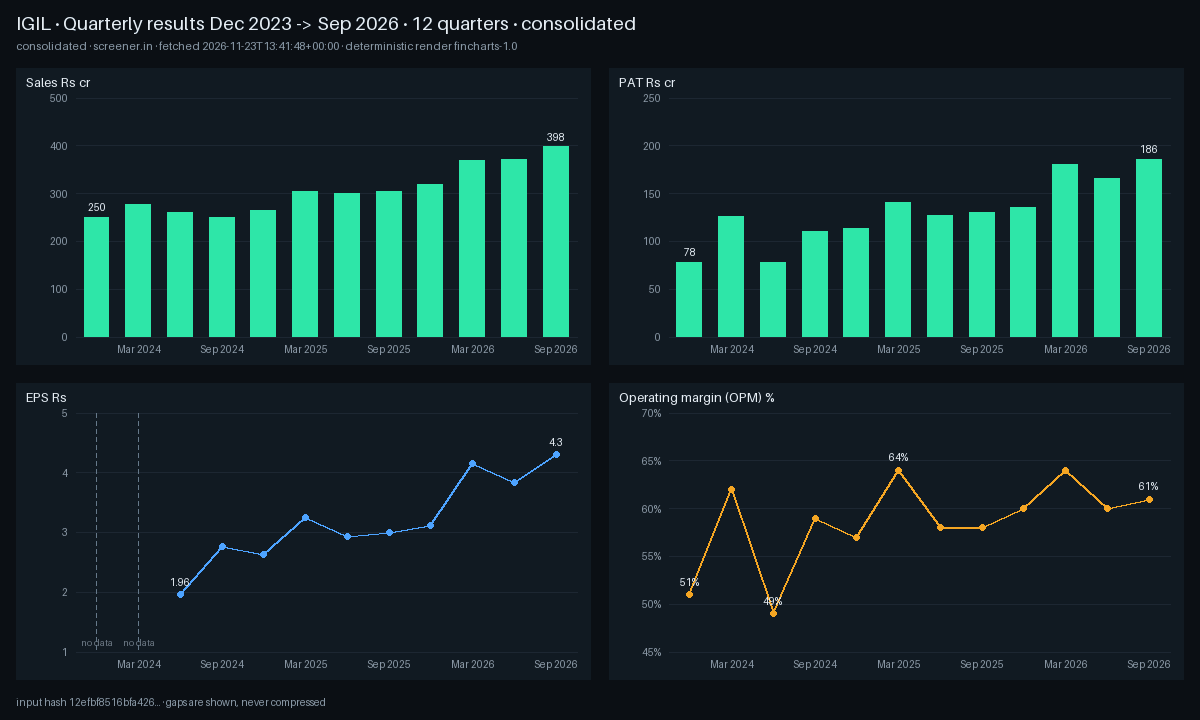 IGIL · Quarterly results Dec 2023 -> Sep 2026 · 12 quarters · consolidated
consolidated · screener.in · fetched 2026-11-23T13:41:48+00:00 · deterministic render fincharts-1.0
Sales Rs cr
500
400
300
200
100
0
250
398
Mar 2024 Sep 2024 Mar 2025 Sep 2025 Mar 2026 Sep 2026
PAT Rs cr
250
200
150
100
50
0
78
186
Mar 2024 Sep 2024 Mar 2025 Sep 2025 Mar 2026 Sep 2026
EPS Rs
5
4
3
2
1
1.96
4.3
no data no data
Mar 2024 Sep 2024 Mar 2025 Sep 2025 Mar 2026 Sep 2026
Operating margin (OPM) %
70%
65%
60%
55%
50%
45%
51%
49%
64%
61%
Mar 2024 Sep 2024 Mar 2025 Sep 2025 Mar 2026 Sep 2026
input hash 12efbf8516bfa426… · gaps are shown, never compressed